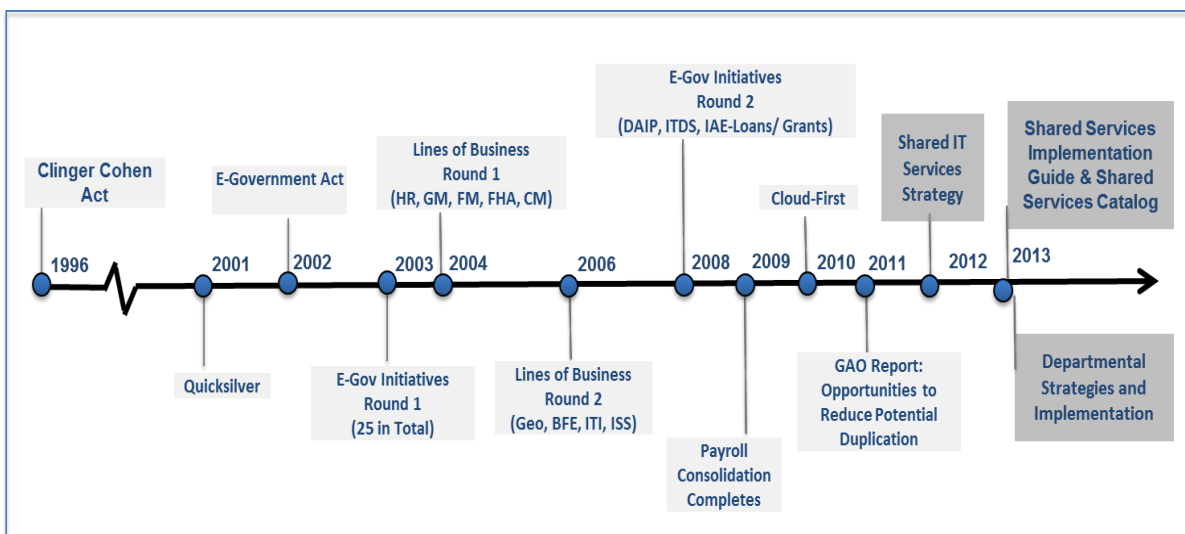 Clinger Cohen
Act
1996
2001
Quicksilver
E-Government Act
2002
2003
E-Gov Initiatives
Round 1
(25 in Total)
Lines of Business
Round 1
(HR, GM, FM, FHA, CM)
2004
2006
Lines of Business
Round 2
(Geo, BFE, ITI, ISS)
E-Gov Initiatives
Round 2
(DAIP, ITDS, IAE-Loans/ Grants)
2008
2009
Payroll
Consolidation
Completes
Cloud-First
2010
2011
GAO Report:
Opportunities to
Reduce Potential
Duplication
Shared IT
Services
Strategy
2012
Shared Services
Implementation
Guide & Shared
Services Catalog
2013
Departmental
Strategies and
Implementation